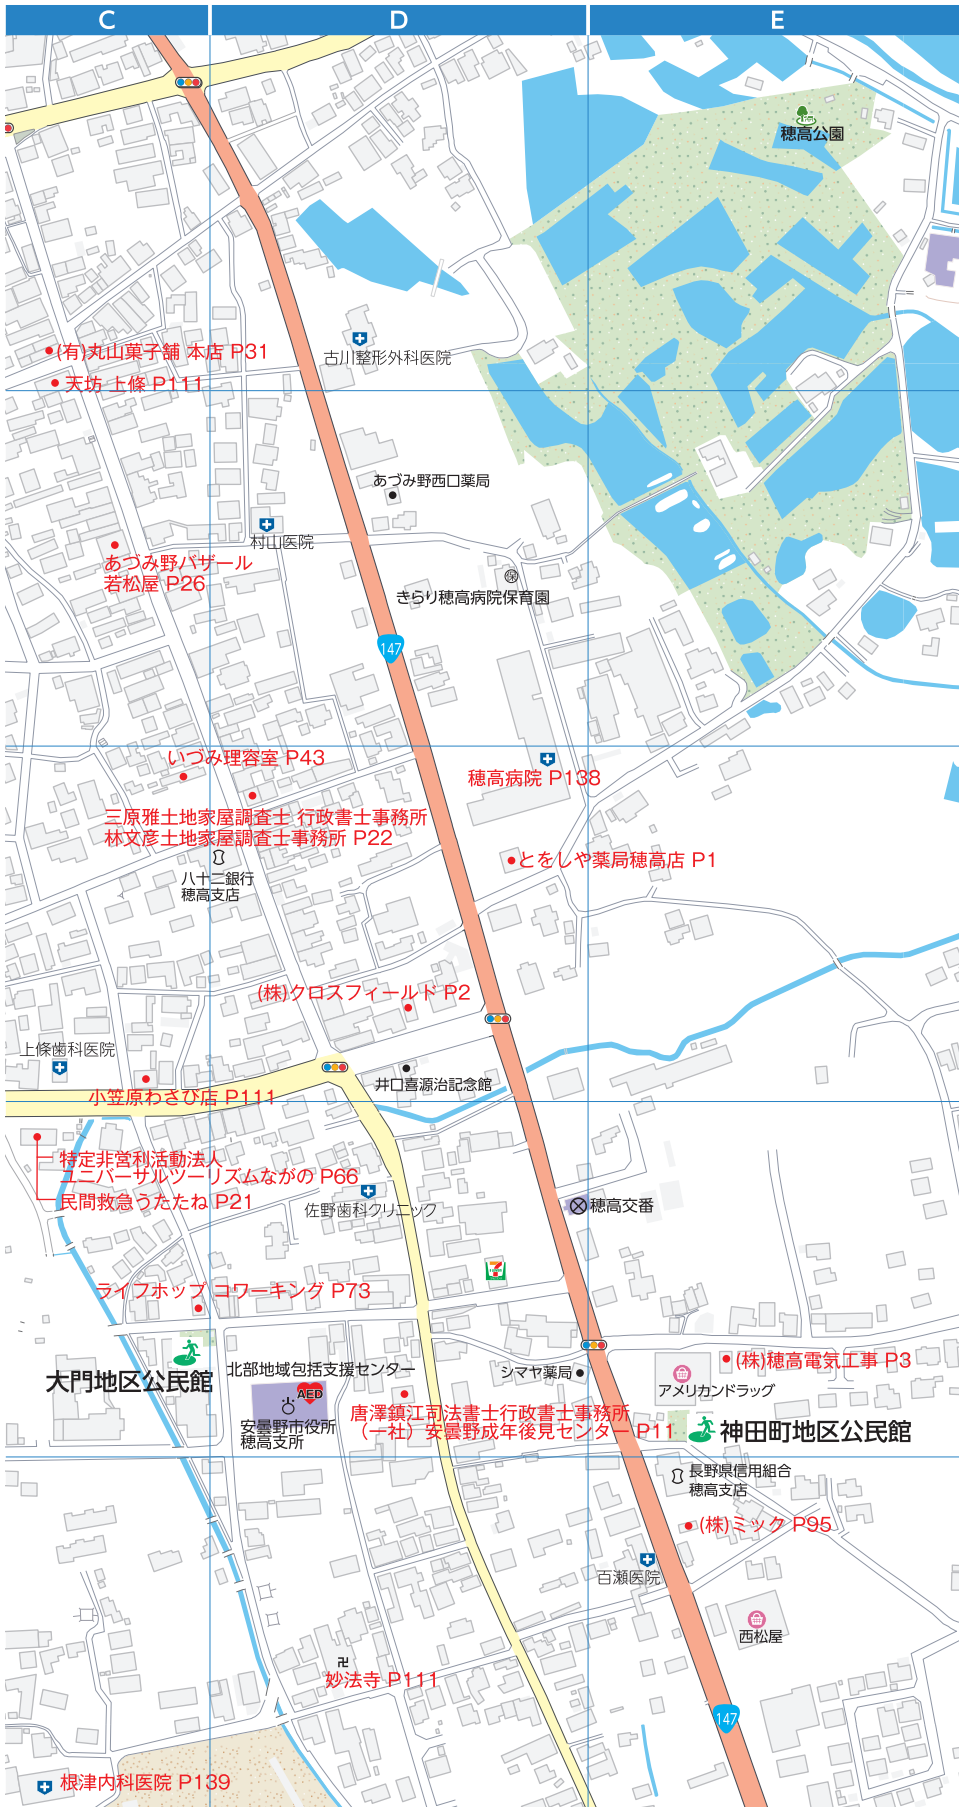 C D E
穂高公園
(有)丸山菓子舗 本店 P31
古川整形外科医院
天坊 上條 P111
あづみ野西口薬局
村山医院
あづみ野バザール
若松屋 P26
きらり穂高病院保育園
147
いづみ理容室 P43
穂高病院 P138
三原雅土地家屋調査士 行政書士事務所
林文彦土地家屋調査士事務所 P22
とをしや薬局穂高店 P1
八十二銀行
穂高支店
(株)クロスフィールド P2
上條歯科医院
井口喜源治記念館
小笠原わさび店 P111
特定非営利活動法人
ユニバーサルツーリズムながの P66
民間救急うたたね P21
佐野歯科クリニック
穂高交番
ライフホップ コワーキング P73
大門地区公民館
北部地域包括支援センター
AED
安曇野市役所
穂高支所
シマヤ薬局
(株)穂高電気工事 P3
アメリカンドラッグ
唐澤鎮江司法書士行政書士事務所
（一社）安曇野成年後見センター P11
神田町地区公民館
長野県信用組合
穂高支店
(株)ミック P95
百瀬医院
西松屋
卍
妙法寺 P111
147
根津内科医院 P139